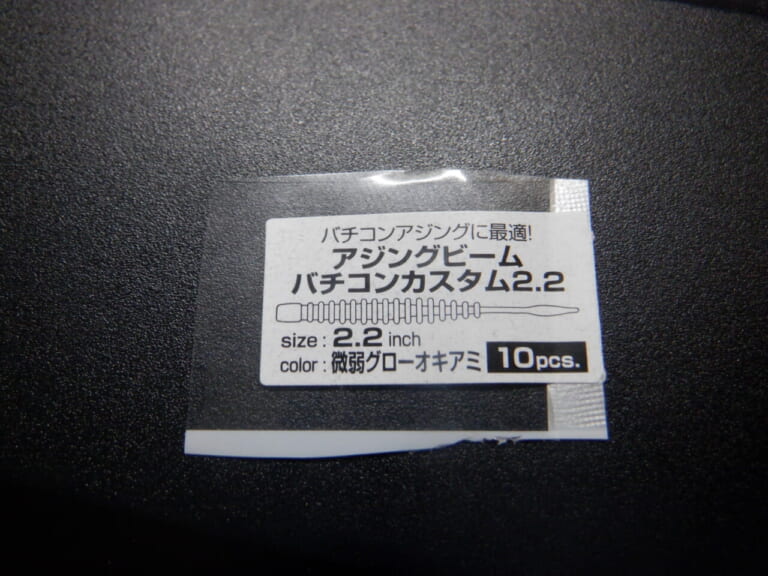 バチコンアジングに最適!
アジングビーム
バチコンカスタム2.2
size : 2.2 inch
color : 微弱グローオキアミ 10pcs.